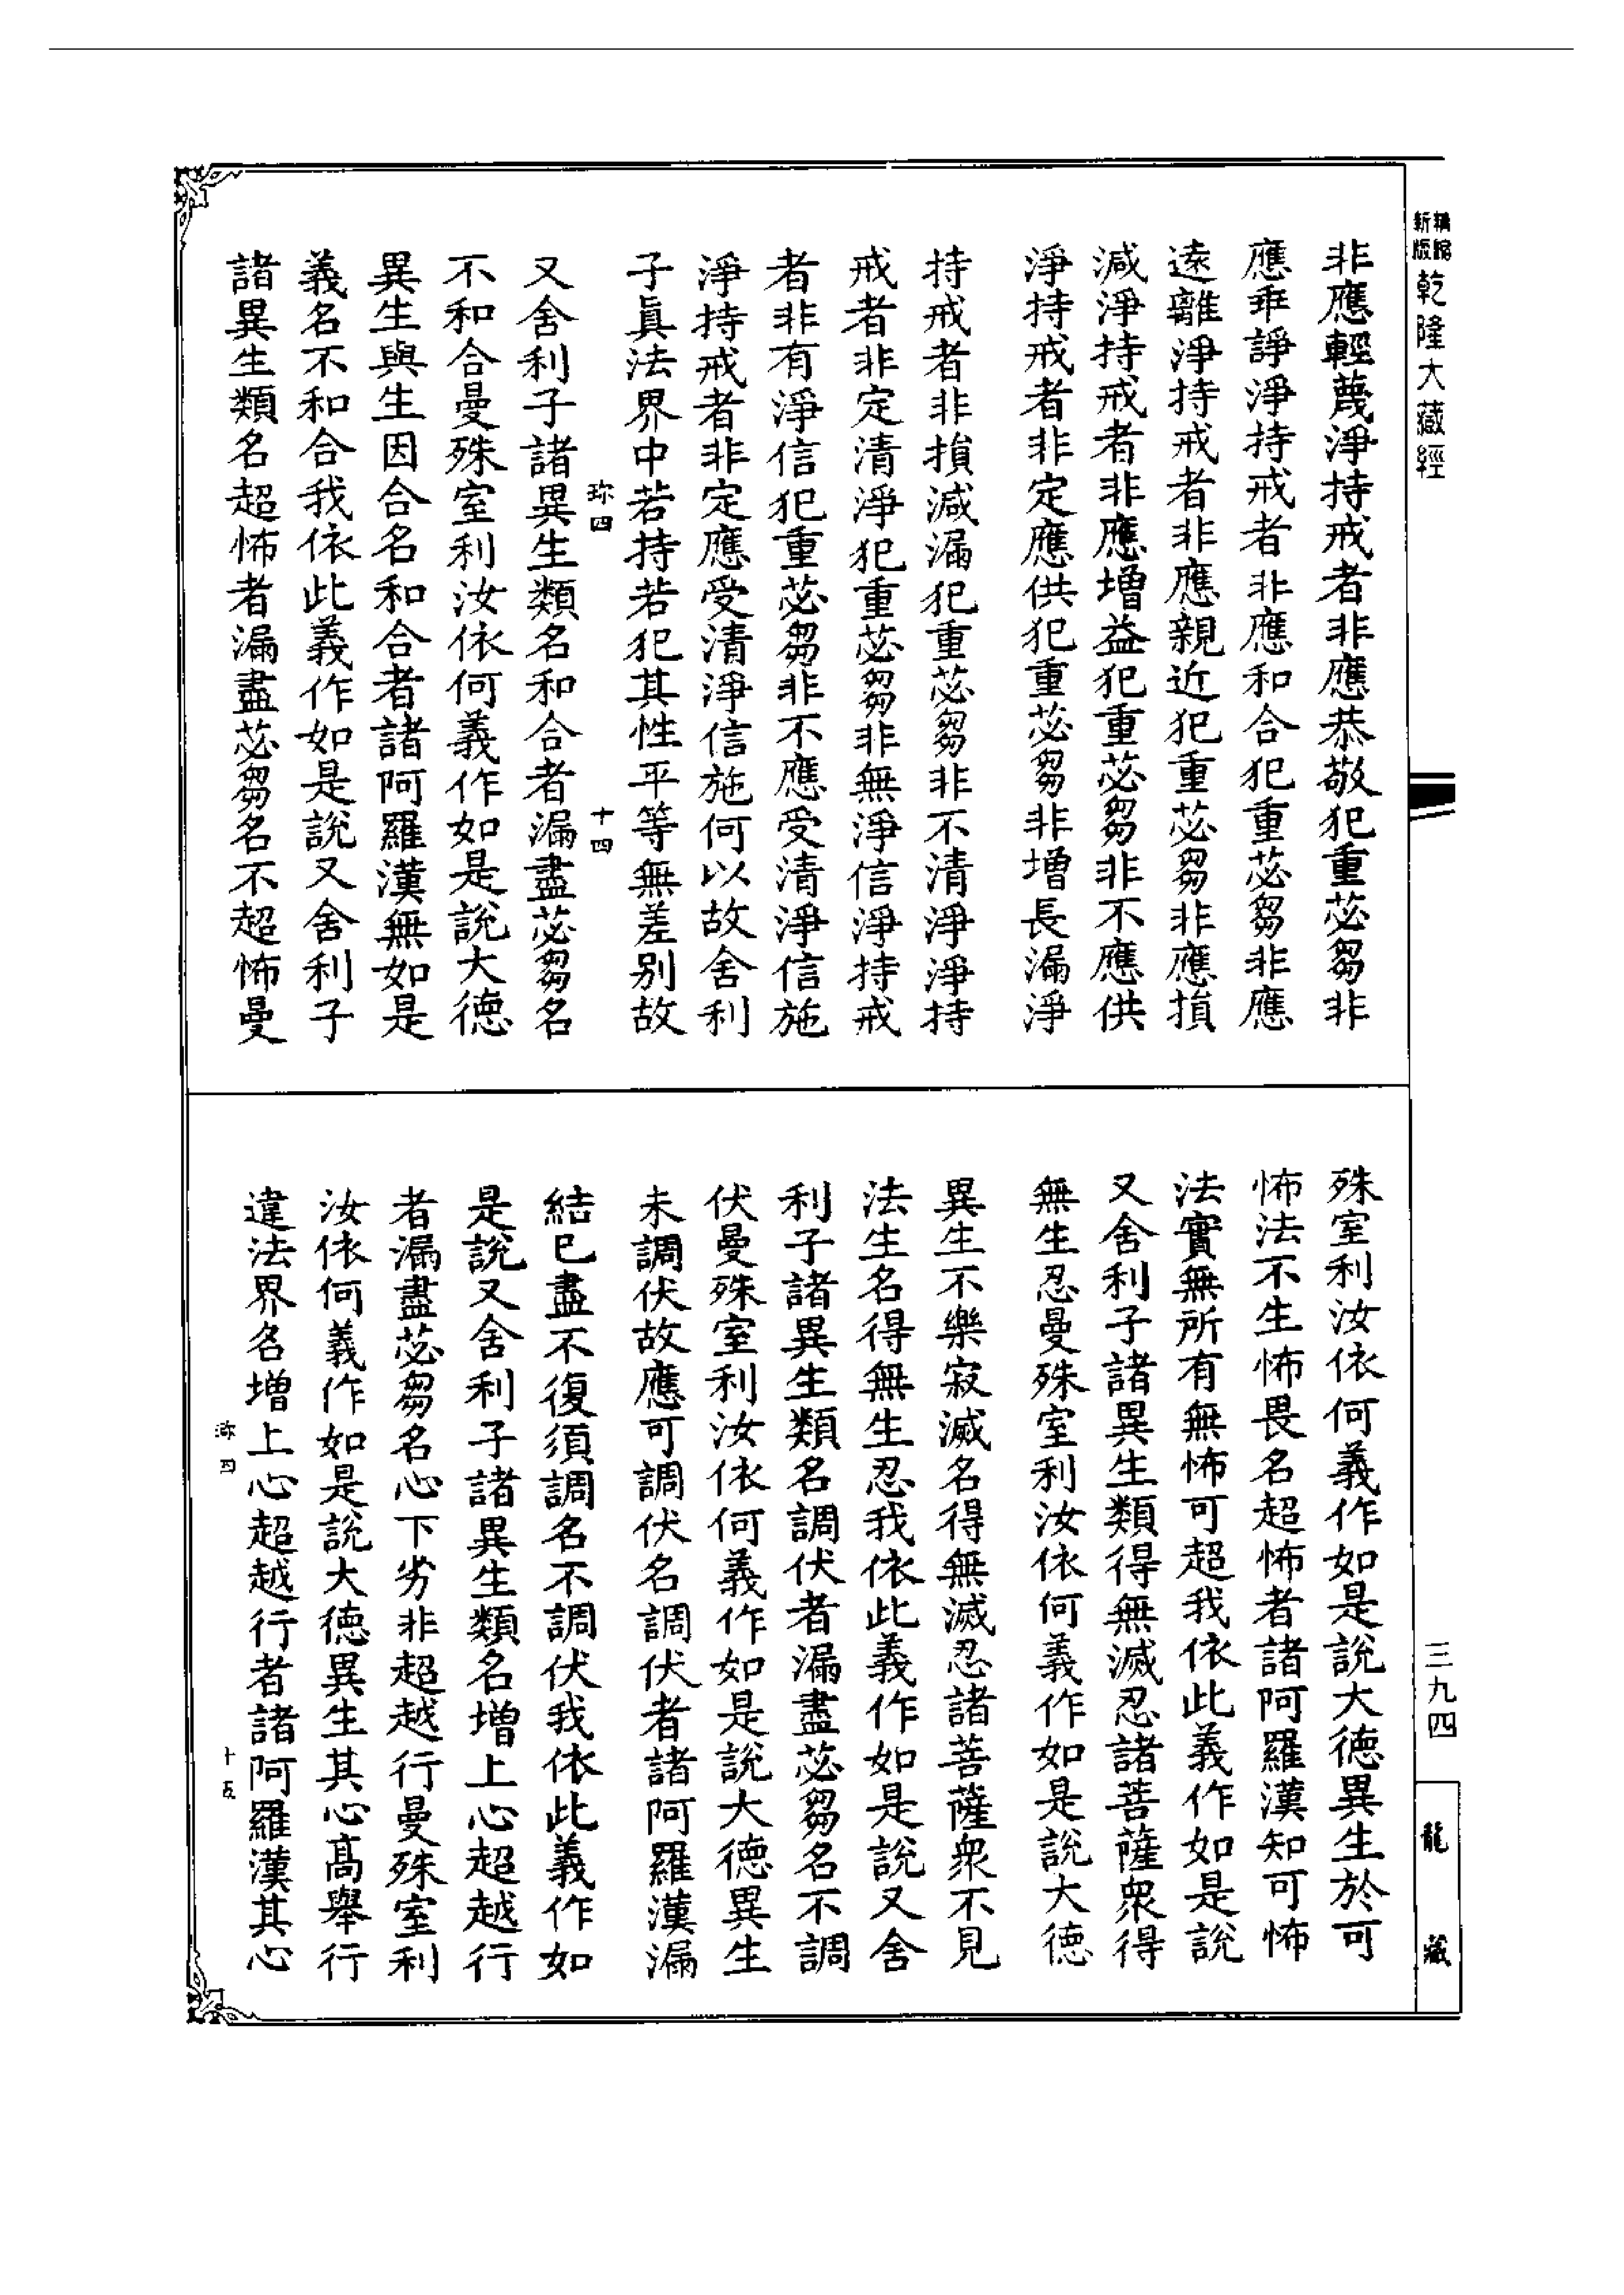 精縮
新版
乾隆大藏經
非應輕蔑淨持戒者非應恭敬犯重苾芻非
應乖諍淨持戒者非應和合犯重苾芻非應
遠離淨持戒者非應親近犯重苾芻非應損
減淨持戒者非應增益犯重苾芻非不應供
淨持戒者非定應供犯重苾芻非增長漏淨
持戒者非損減漏犯重苾芻非不清淨淨持
戒者非定清淨犯重苾芻非無淨信淨持戒
者非有淨信犯重苾芻非不應受清淨信施
淨持戒者非定應受清淨信施何以故舍利
子眞法界中若持若犯其性平等無差別故
珎四
十四
又舍利子諸異生類名和合者漏盡苾芻名
不和合曼殊室利汝依何義作如是說大德
異生與生因合名和合者諸阿羅漢無如是
義名不和合我依此義作如是說又舍利子
諸異生類名超怖者漏盡苾芻名不超怖曼
殊室利汝依何義作如是說大德異生於可
怖法不生怖畏名超怖者諸阿羅漢知可怖
法實無所有無怖可超我依此義作如是說
又舍利子諸異生類得無滅忍諸菩薩衆得
無生忍曼殊室利汝依何義作如是說大德
異生不樂寂滅名得無滅忍諸菩薩衆不見
法生名得無生忍我依此義作如是說又舍
利子諸異生類名調伏者漏盡苾芻名不調
伏曼殊室利汝依何義作如是說大德異生
未調伏故應可調伏名調伏者諸阿羅漢漏
結已盡不復須調名不調伏我依此義作如
是說又舍利子諸異生類名增上心超越行
者漏盡苾芻名心下劣非超越行曼殊室利
汝依何義作如是說大德異生其心高舉行
違法界名增上心超越行者諸阿羅漢其心
珎四
十五
三九四
龍藏